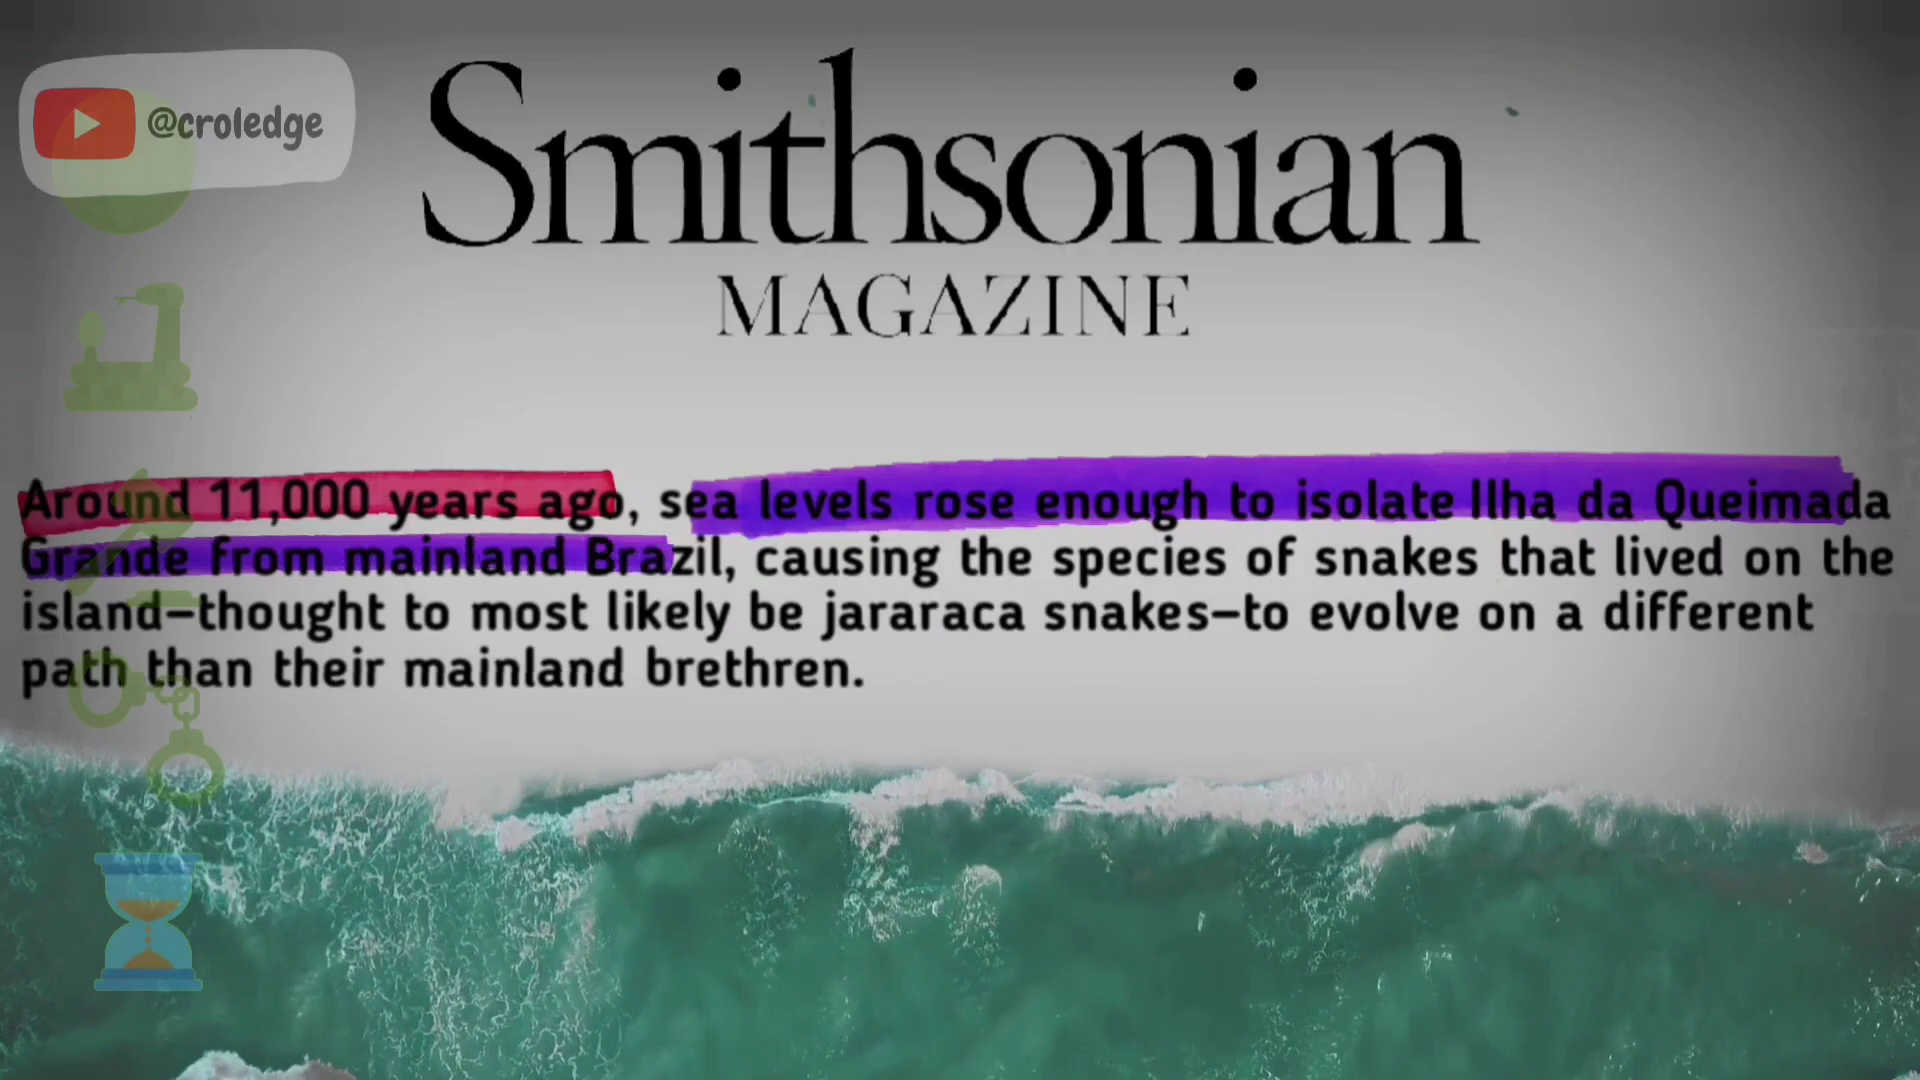 @croledge
Smithsonian
MAGAZINE
Around 11,000 years ago, sea levels rose enough to isolate Ilha da Queimada
Grande from mainland Brazil, causing the species of snakes that lived on the
island—thought to most likely be jararaca snakes—to evolve on a different
path than their mainland brethren.